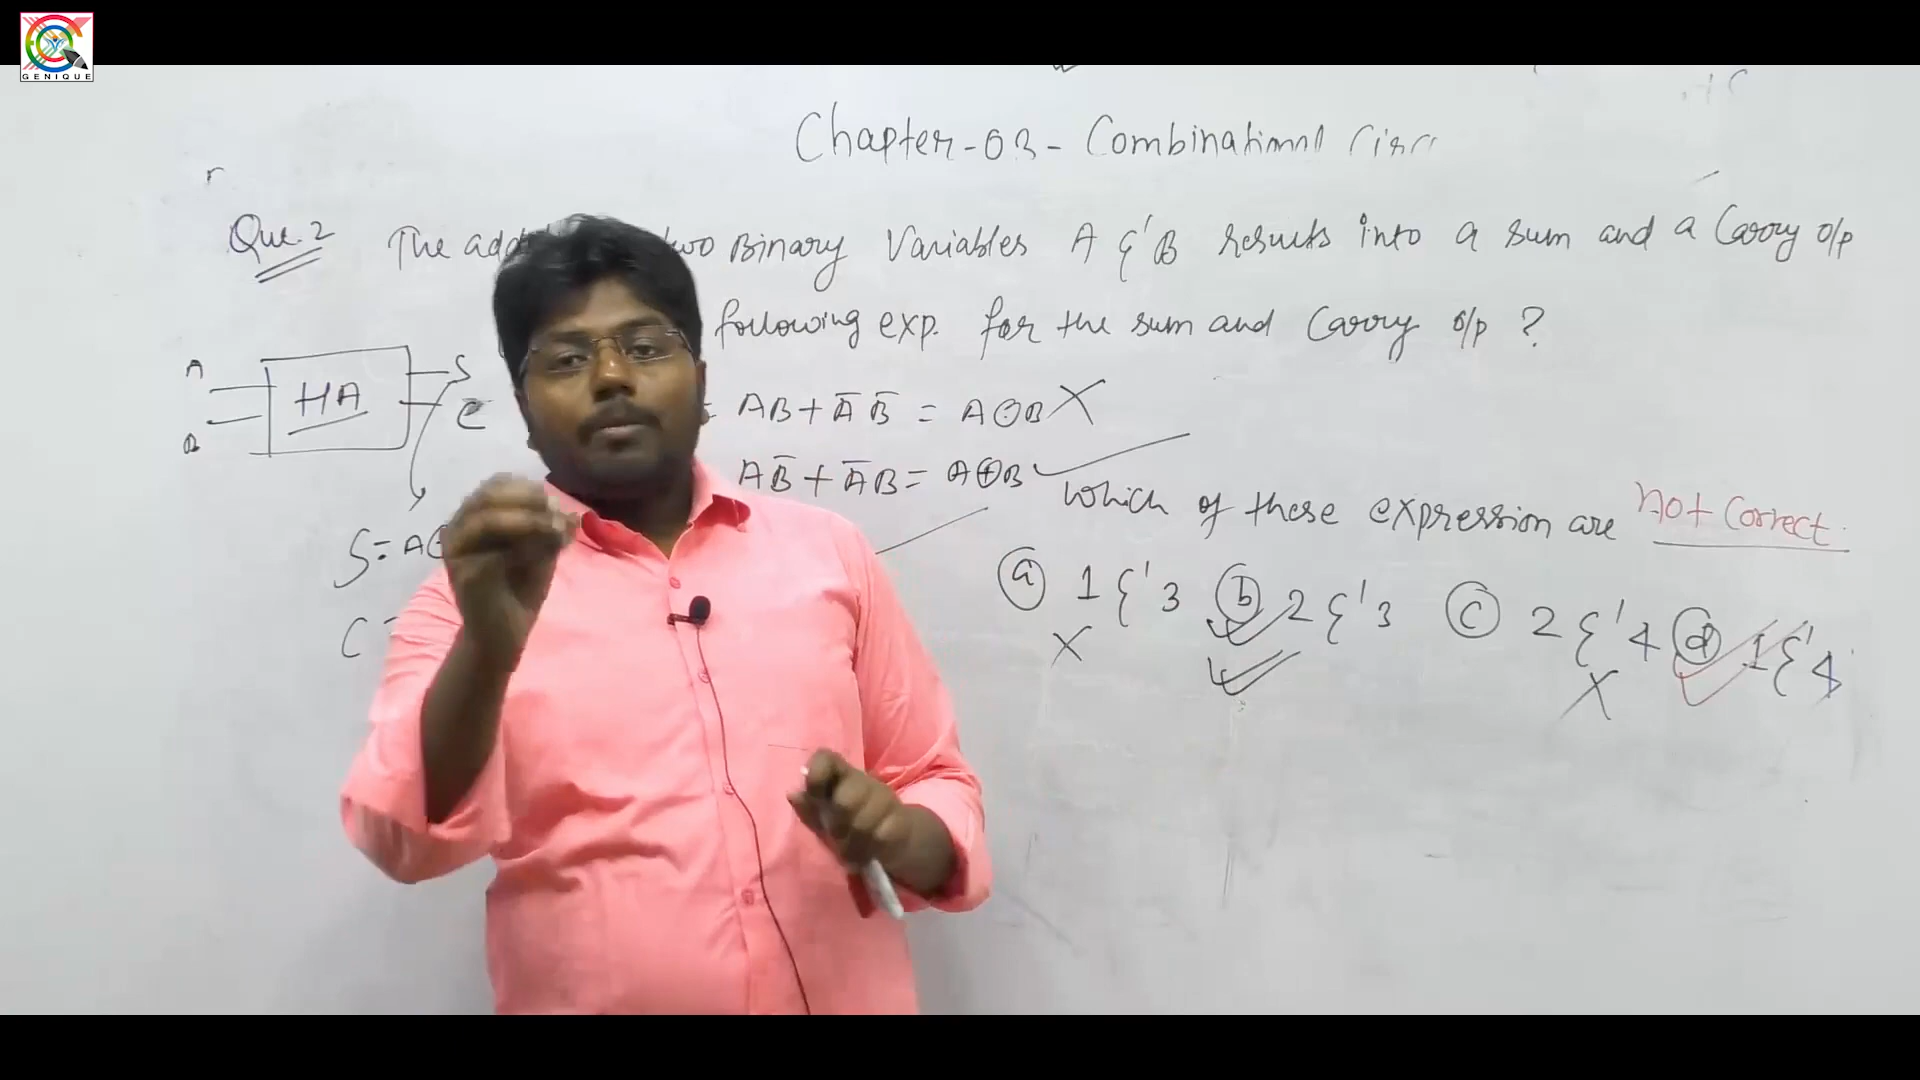 GENIQUE
Chapter-03- Combinational Circ
Que. 2 The add two Binary Variables A & B results into a sum and a Carry o/p
following exp. for the sum and Carry o/p ?
A
B
HA
S
C
= AB + A̅ B̅ = A⊙B X
AB̅ + A̅B = A⊕B ✓
Which of these expression are not correct.
S = A⊕
C =
(a) 1 & 3 (b) 2 & 3 (c) 2 & 4 (d) 1 & 4
X X